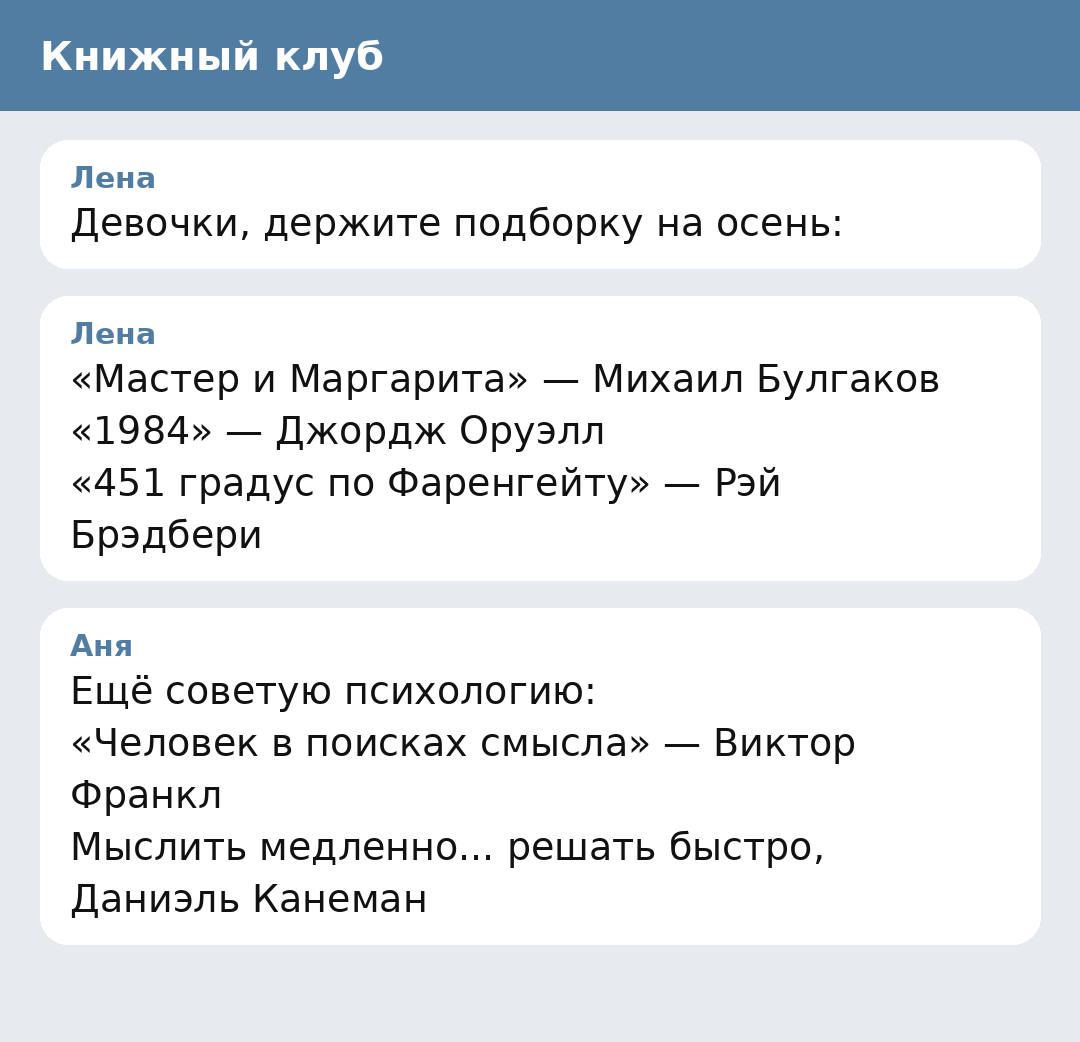 Книжный клуб
Лена
Девочки, держите подборку на осень:
Лена
«Мастер и Маргарита» — Михаил Булгаков
«1984» — Джордж Оруэлл
«451 градус по Фаренгейту» — Рэй
Брэдбери
Аня
Ещё советую психологию:
«Человек в поисках смысла» — Виктор
Франкл
Мыслить медленно... решать быстро,
Даниэль Канеман